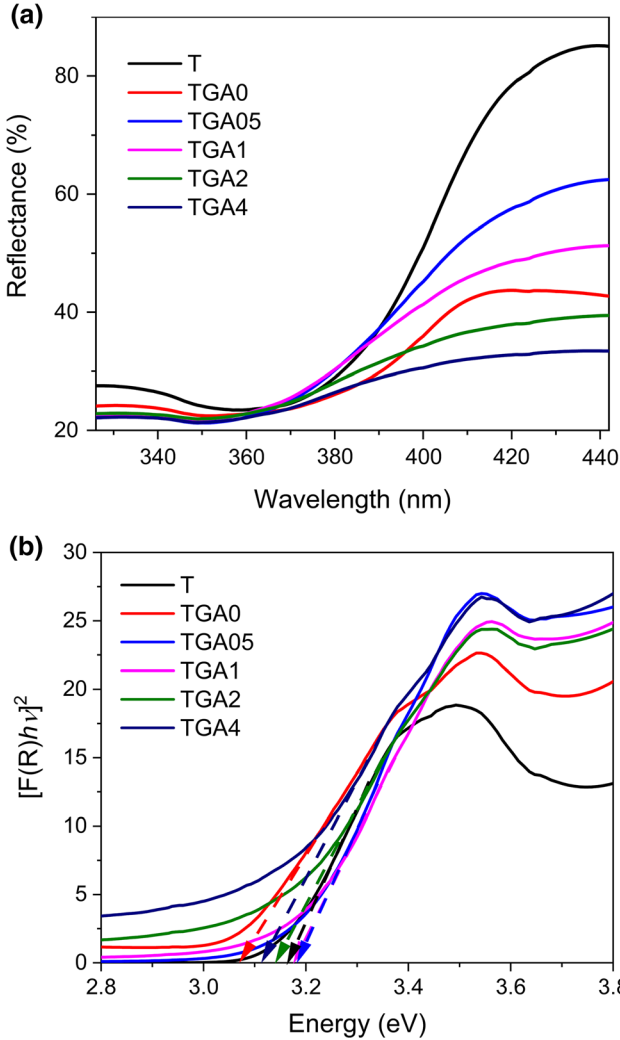 (a)
T
TGA0
TGA05
TGA1
TGA2
TGA4
80
60
40
20
Reflectance (%)
340 360 380 400 420 440
Wavelength (nm)
(b)
30
25
20
15
10
5
0
T
TGA0
TGA05
TGA1
TGA2
TGA4
[F(R)hν]²
2.8 3.0 3.2 3.4 3.6 3.8
Energy (eV)